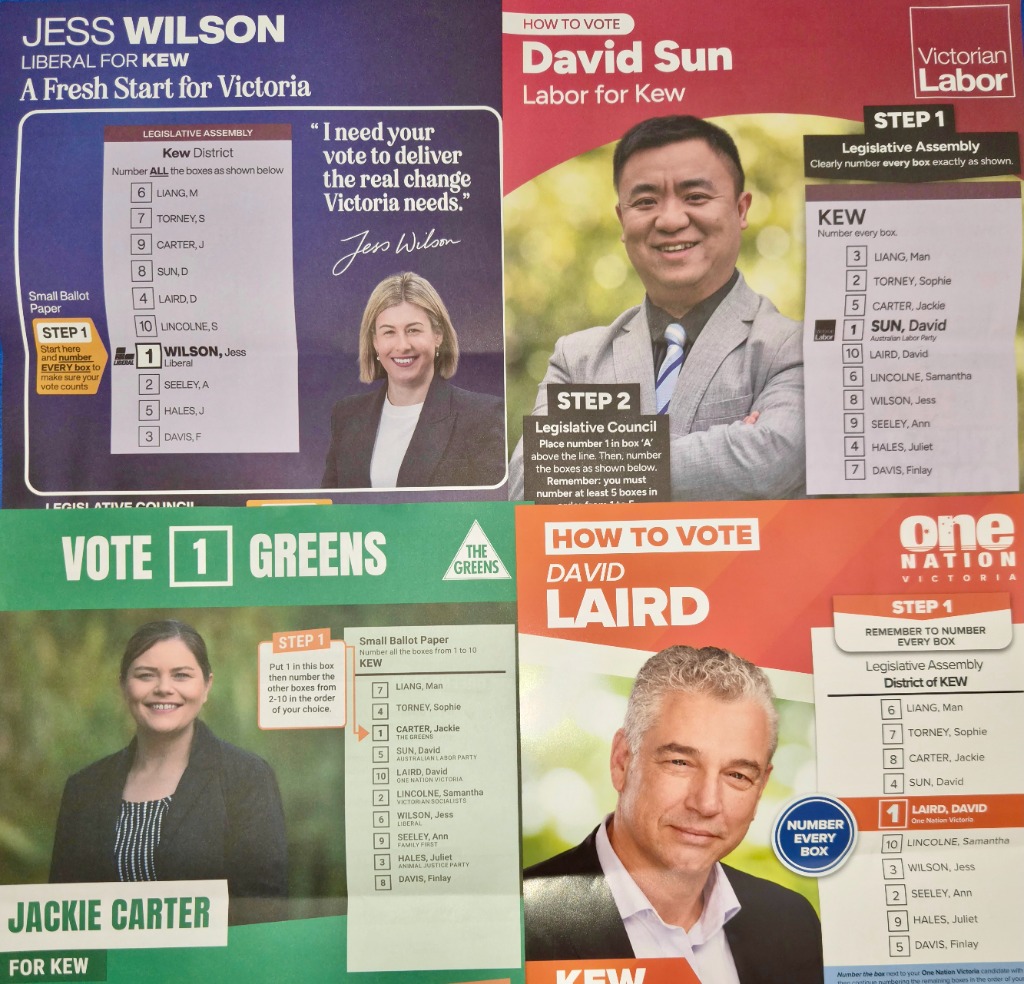 JESS WILSON
LIBERAL FOR KEW
A Fresh Start for Victoria
LEGISLATIVE ASSEMBLY
Kew District
Number ALL the boxes as shown below
6 LIANG, M
7 TORNEY, S
9 CARTER, J
8 SUN, D
4 LAIRD, D
10 LINCOLNE, S
LIBERAL 1 WILSON, Jess
Liberal
2 SEELEY, A
5 HALES, J
3 DAVIS, F
Small Ballot
Paper
STEP 1
Start here
and number
EVERY box to
make sure your
vote counts
“I need your
vote to deliver
the real change
Victoria needs.”
Jess Wilson
LEGISLATIVE COUNCIL
HOW TO VOTE
David Sun
Labor for Kew
Victorian
Labor
STEP 1
Legislative Assembly
Clearly number every box exactly as shown.
KEW
Number every box.
3 LIANG, Man
2 TORNEY, Sophie
5 CARTER, Jackie
1 SUN, David
Australian Labor Party
10 LAIRD, David
6 LINCOLNE, Samantha
8 WILSON, Jess
9 SEELEY, Ann
4 HALES, Juliet
7 DAVIS, Finlay
STEP 2
Legislative Council
Place number 1 in box ‘A’
above the line. Then, number
the boxes as shown below.
Remember: you must
number at least 5 boxes in
VOTE 1 GREENS
THE
GREENS
STEP 1
Put 1 in this box
then number the
other boxes from
2-10 in the order
of your choice.
Small Ballot Paper
Number all the boxes from 1 to 10
KEW
7 LIANG, Man
4 TORNEY, Sophie
1 CARTER, Jackie
THE GREENS
5 SUN, David
AUSTRALIAN LABOR PARTY
10 LAIRD, David
ONE NATION VICTORIA
2 LINCOLNE, Samantha
VICTORIAN SOCIALISTS
6 WILSON, Jess
LIBERAL
9 SEELEY, Ann
FAMILY FIRST
3 HALES, Juliet
ANIMAL JUSTICE PARTY
8 DAVIS, Finlay
JACKIE CARTER
FOR KEW
HOW TO VOTE
DAVID
LAIRD
one
NATION
VICTORIA
STEP 1
REMEMBER TO NUMBER
EVERY BOX
Legislative Assembly
District of KEW
6 LIANG, Man
7 TORNEY, Sophie
8 CARTER, Jackie
4 SUN, David
1 LAIRD, DAVID
One Nation Victoria
10 LINCOLNE, Samantha
3 WILSON, Jess
2 SEELEY, Ann
9 HALES, Juliet
5 DAVIS, Finlay
NUMBER
EVERY
BOX
Number the box next to your One Nation Victoria candidate with
KEW